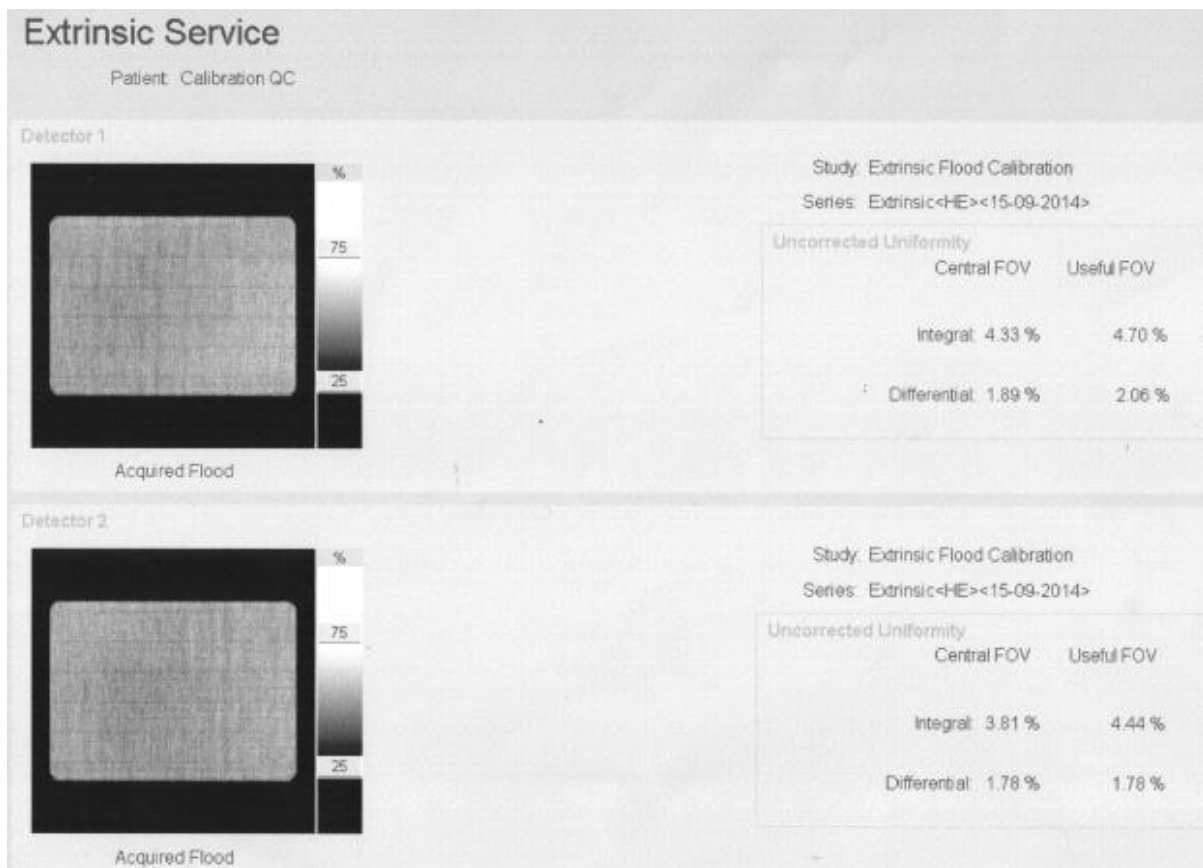 Extrinsic Service
Patient: Calibration QC
Detector 1
%
75
25
Acquired Flood
Study: Extrinsic Flood Calibration
Series: Extrinsic<HE><15-09-2014>
Uncorrected Uniformity
Central FOV Useful FOV
Integral: 4.33 % 4.70 %
Differential: 1.89 % 2.06 %
Detector 2
%
75
25
Acquired Flood
Study: Extrinsic Flood Calibration
Series: Extrinsic<HE><15-09-2014>
Uncorrected Uniformity
Central FOV Useful FOV
Integral: 3.81 % 4.44 %
Differential: 1.78 % 1.78 %